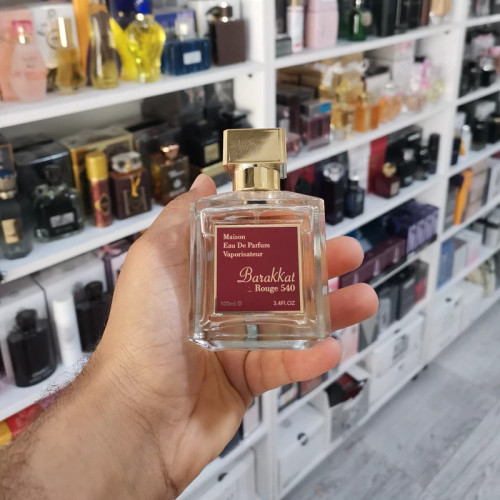 Maison
Eau De Parfum
Vaporisateur
Barakkat
Rouge 540
100mL ℮ 3.4FL.OZ